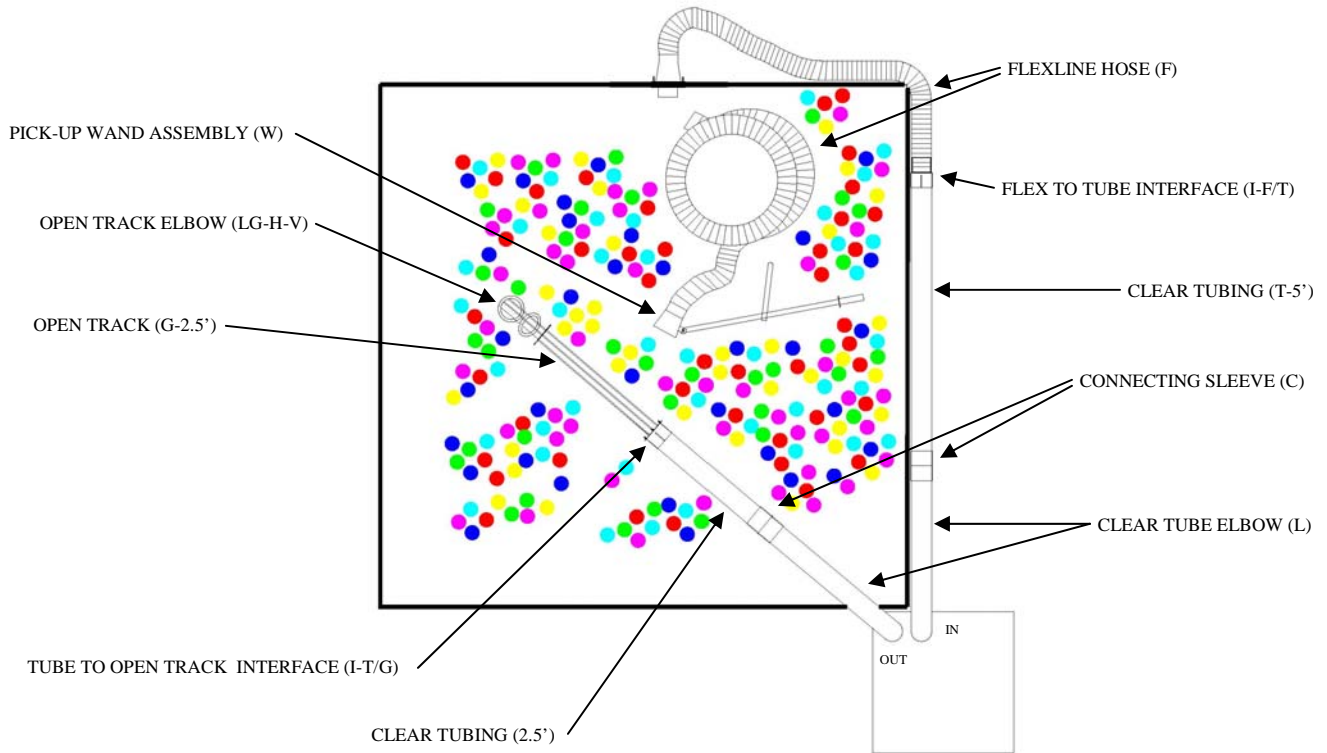 FLEXLINE HOSE (F)
PICK-UP WAND ASSEMBLY (W)
FLEX TO TUBE INTERFACE (I-F/T)
OPEN TRACK ELBOW (LG-H-V)
CLEAR TUBING (T-5’)
OPEN TRACK (G-2.5’)
CONNECTING SLEEVE (C)
CLEAR TUBE ELBOW (L)
IN
OUT
TUBE TO OPEN TRACK INTERFACE (I-T/G)
CLEAR TUBING (2.5’)